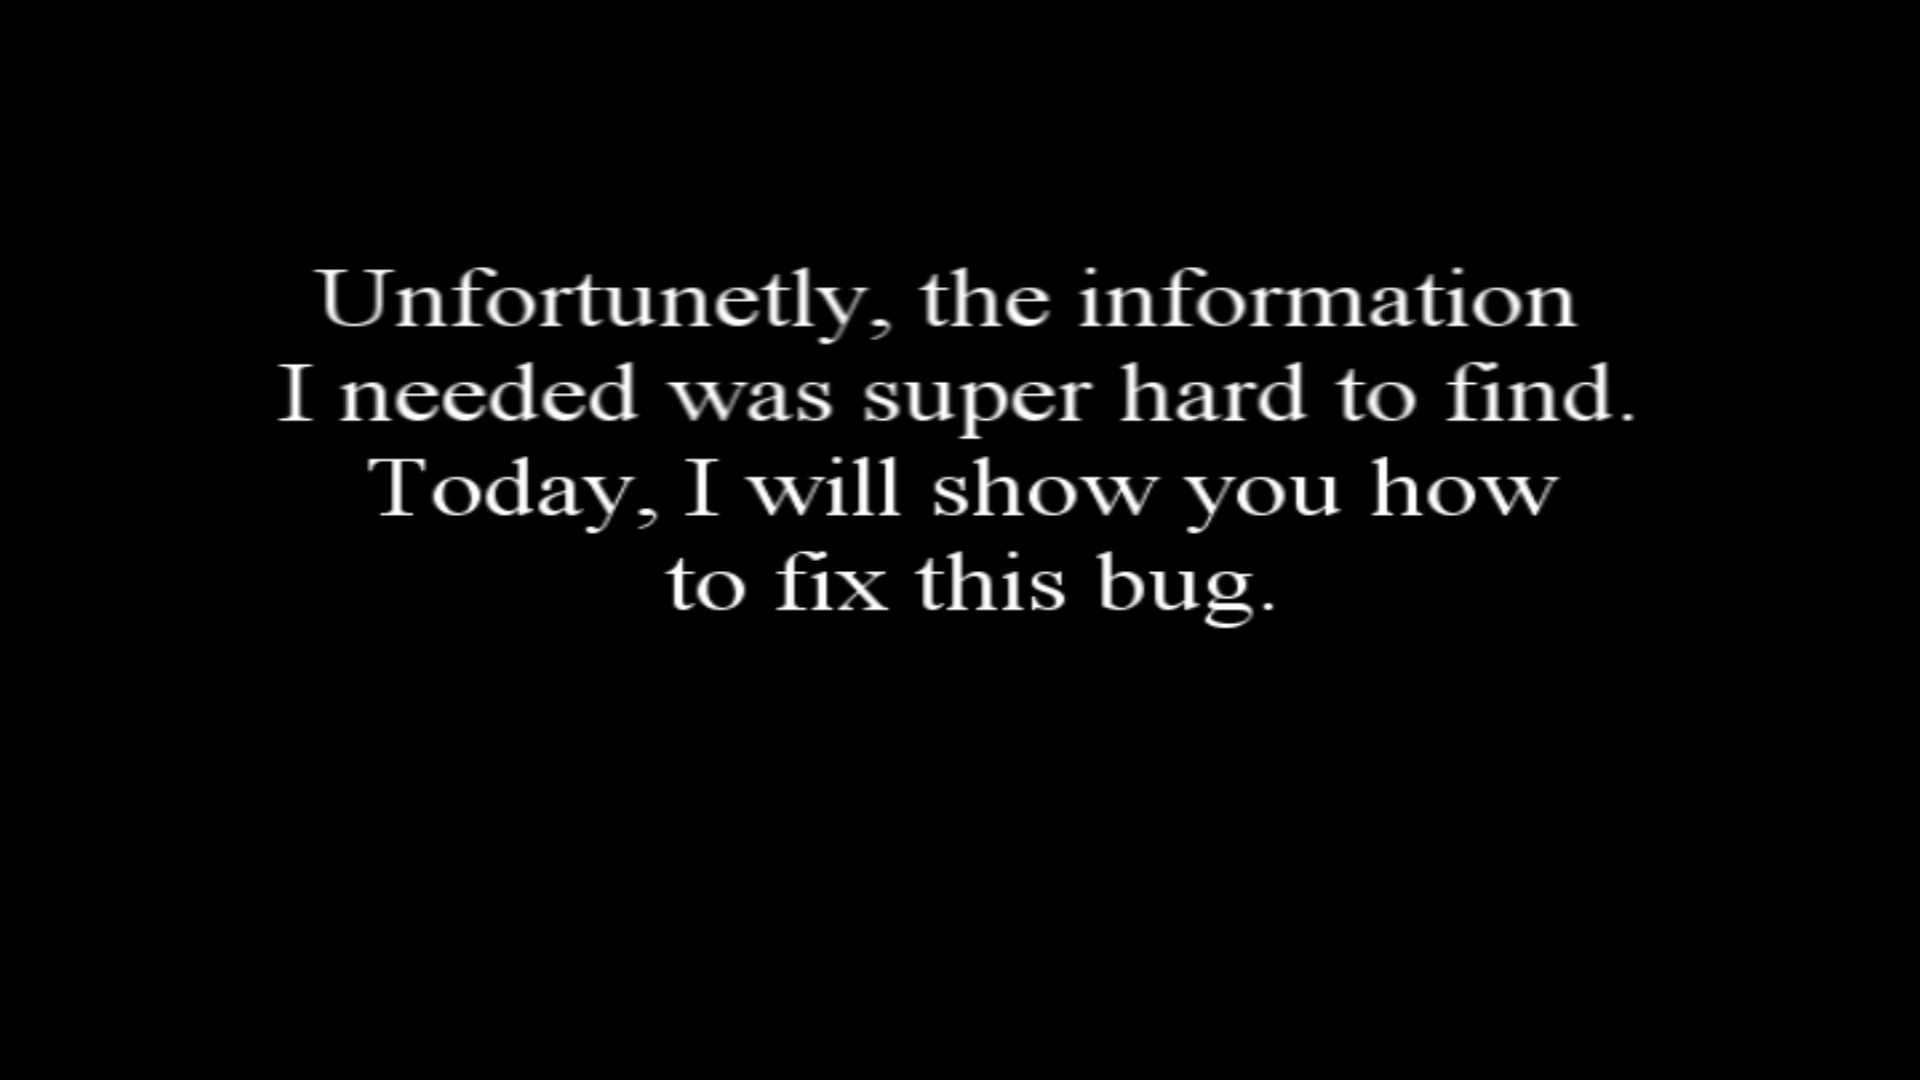 Unfortunetly, the information
I needed was super hard to find.
Today, I will show you how
to fix this bug.